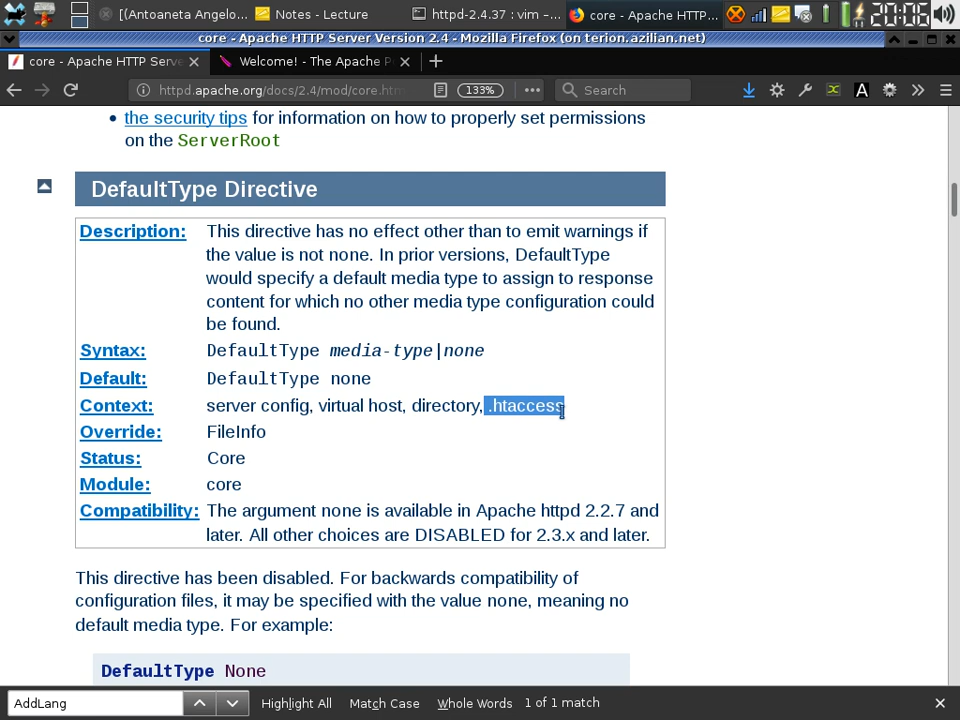 [(Antoaneta Angelo...
Notes - Lecture
httpd-2.4.37 : vim –...
core - Apache HTTP...
20:06
core - Apache HTTP Server Version 2.4 - Mozilla Firefox (on terion.azilian.net)
core - Apache HTTP Serve
Welcome! - The Apache P
httpd.apache.org/docs/2.4/mod/core.htm
133%
Search
the security tips for information on how to properly set permissions
on the ServerRoot
DefaultType Directive
Description: This directive has no effect other than to emit warnings if
the value is not none. In prior versions, DefaultType
would specify a default media type to assign to response
content for which no other media type configuration could
be found.
Syntax: DefaultType media-type|none
Default: DefaultType none
Context: server config, virtual host, directory, .htaccess
Override: FileInfo
Status: Core
Module: core
Compatibility: The argument none is available in Apache httpd 2.2.7 and
later. All other choices are DISABLED for 2.3.x and later.
This directive has been disabled. For backwards compatibility of
configuration files, it may be specified with the value none, meaning no
default media type. For example:
DefaultType None
AddLang
Highlight All
Match Case
Whole Words
1 of 1 match